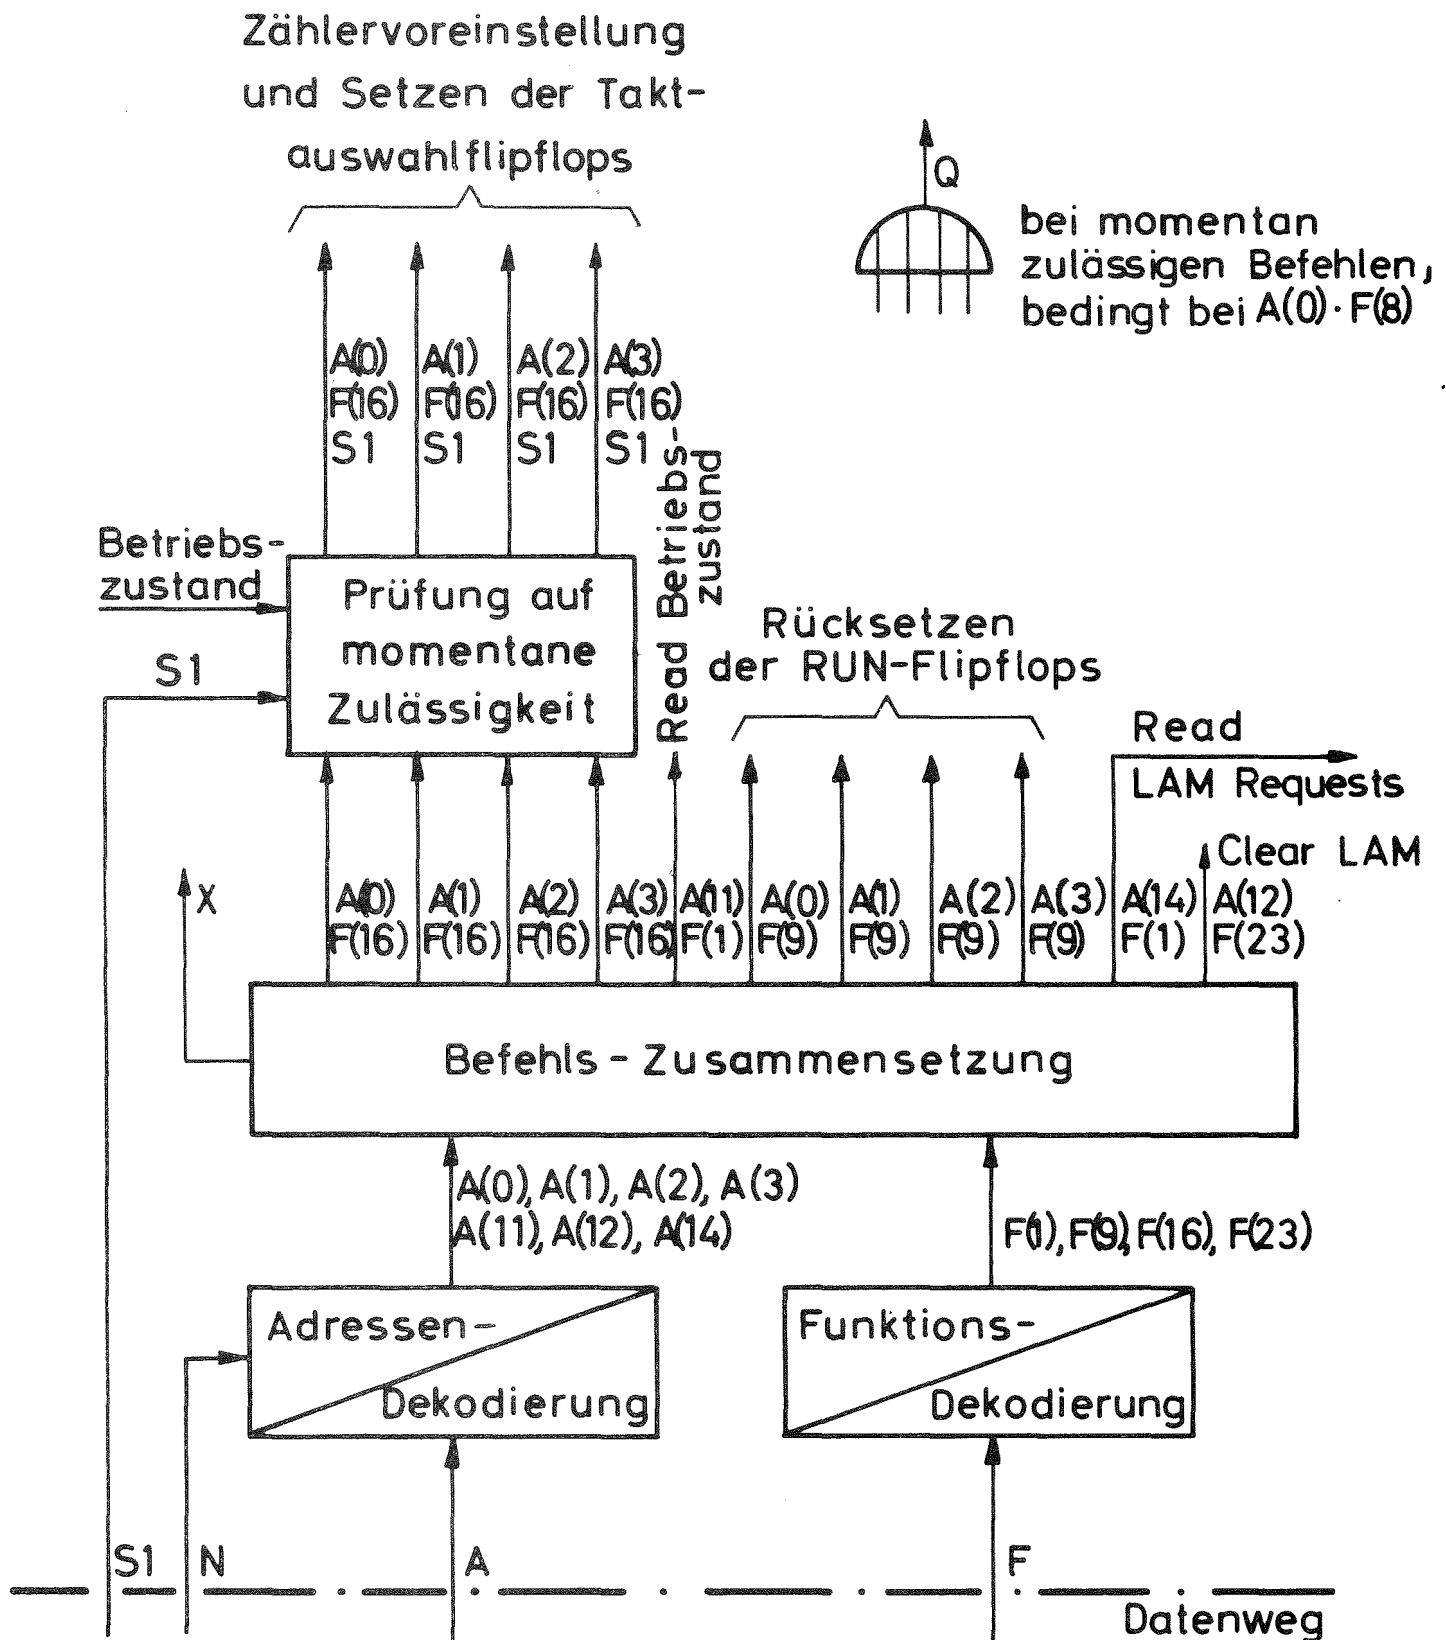 Zählervoreinstellung
und Setzen der Takt-
auswahlflipflops
Q
bei momentan
zulässigen Befehlen,
bedingt bei A(0)·F(8)
A(0) A(1) A(2) A(3)
F(16) F(16) F(16) F(16)
S1 S1 S1 S1
Read Betriebs-
zustand
Betriebs-
zustand
S1
Prüfung auf
momentane
Zulässigkeit
Rücksetzen
der RUN-Flipflops
Read
LAM Requests
Clear LAM
X
A(0) A(1) A(2) A(3) A(11) A(0) A(1) A(2) A(3) A(14) A(12)
F(16) F(16) F(16) F(16) F(1) F(9) F(9) F(9) F(9) F(1) F(23)
Befehls-Zusammensetzung
A(0), A(1), A(2), A(3)
A(11), A(12), A(14)
F(1), F(9), F(16), F(23)
Adressen-
Dekodierung
Funktions-
Dekodierung
S1 N A F
Datenweg